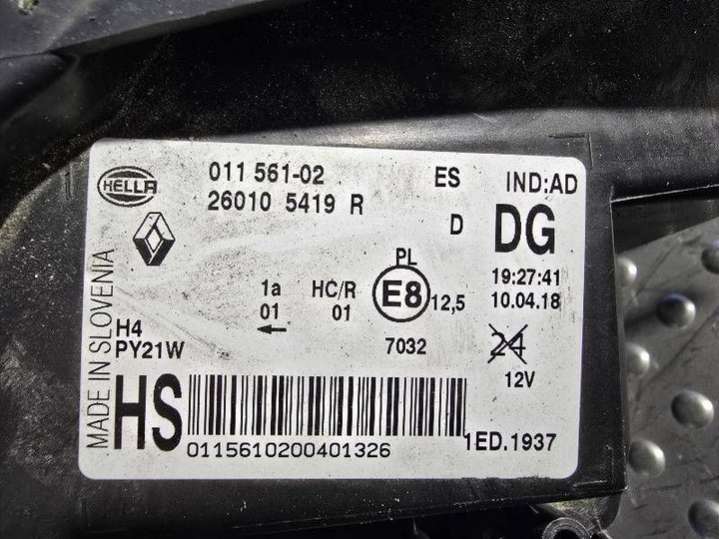 HELLA
011 561-02
ES
IND:AD
26010 5419 R
D
DG
PL
19:27:41
10.04.18
1a
HC/R
E8
12,5
01
01
H4
PY21W
7032
24
12V
MADE IN SLOVENIA
HS
0115610200401326
1ED.1937